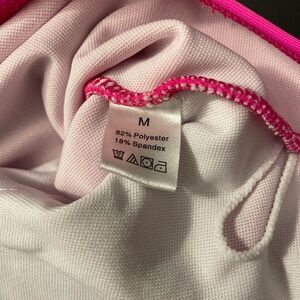 M
82% Polyester
18% Spandex